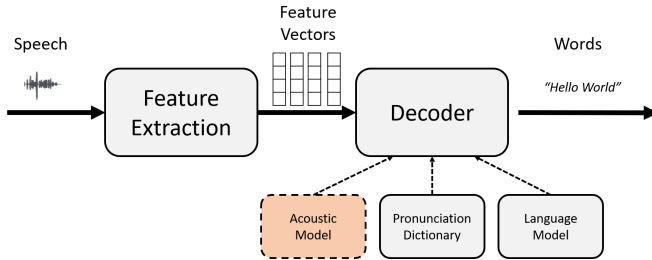 Speech
Feature
Vectors
Words
Feature
Extraction
Decoder
“Hello World”
Acoustic
Model
Pronunciation
Dictionary
Language
Model